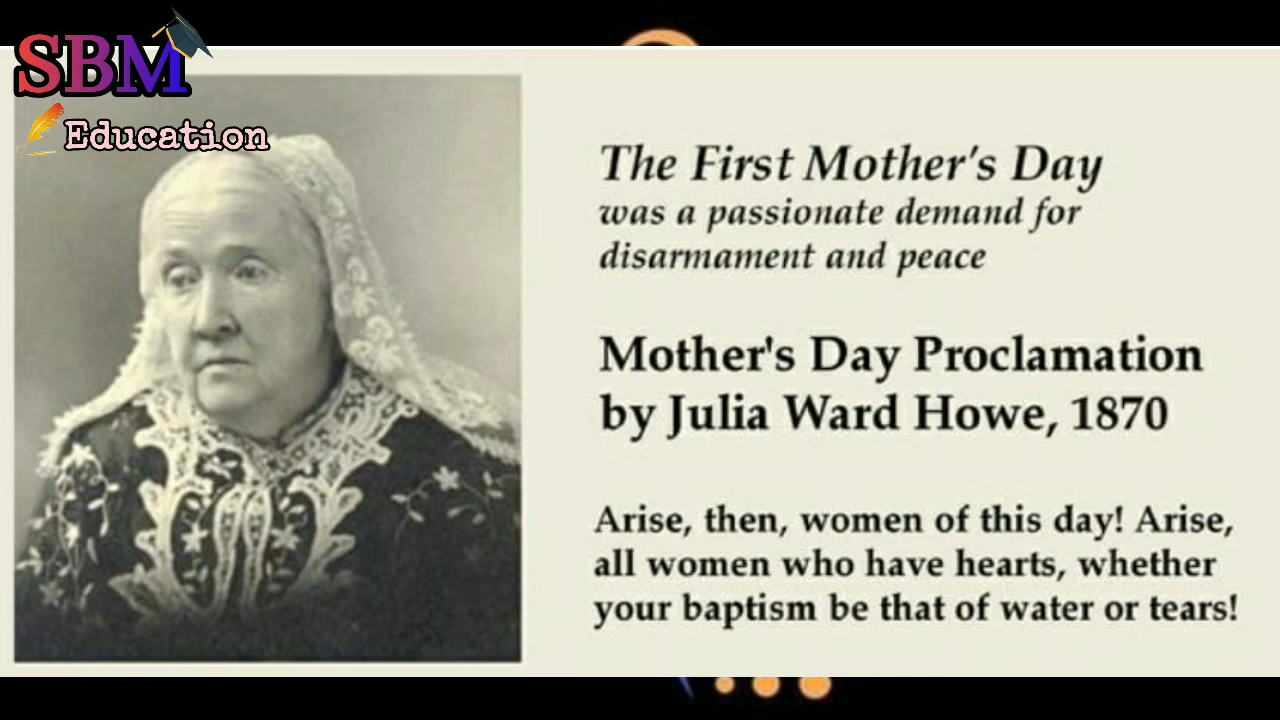 SBM
Education
The First Mother's Day
was a passionate demand for
disarmament and peace
Mother's Day Proclamation
by Julia Ward Howe, 1870
Arise, then, women of this day! Arise,
all women who have hearts, whether
your baptism be that of water or tears!